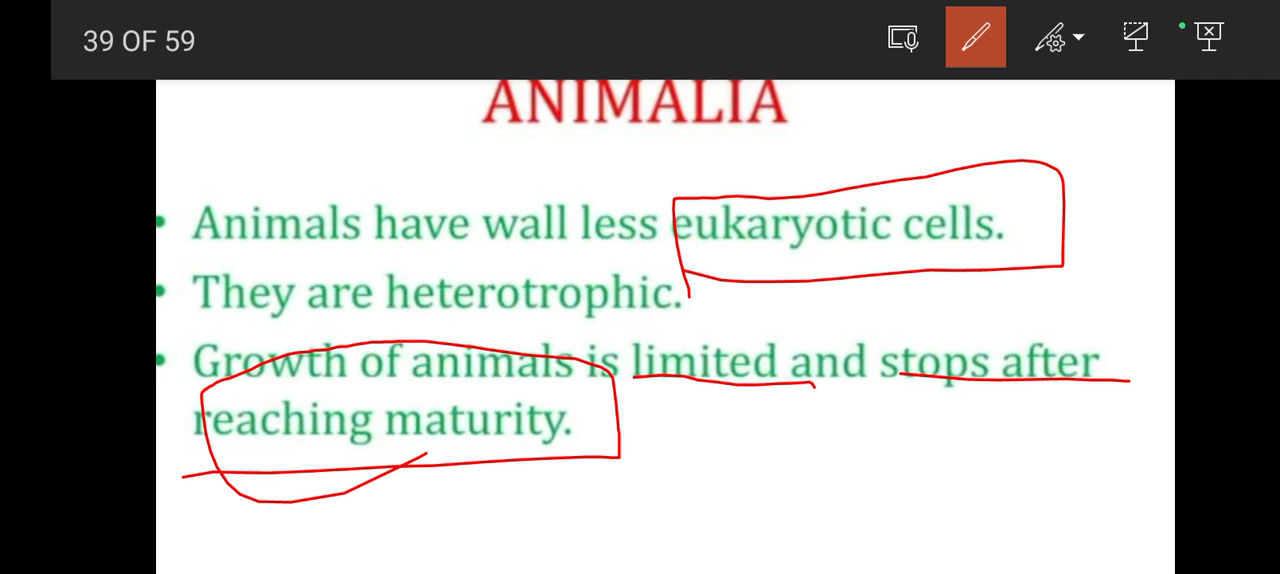 39 OF 59
ANIMALIA
• Animals have wall less eukaryotic cells.
• They are heterotrophic.
• Growth of animals is limited and stops after
reaching maturity.